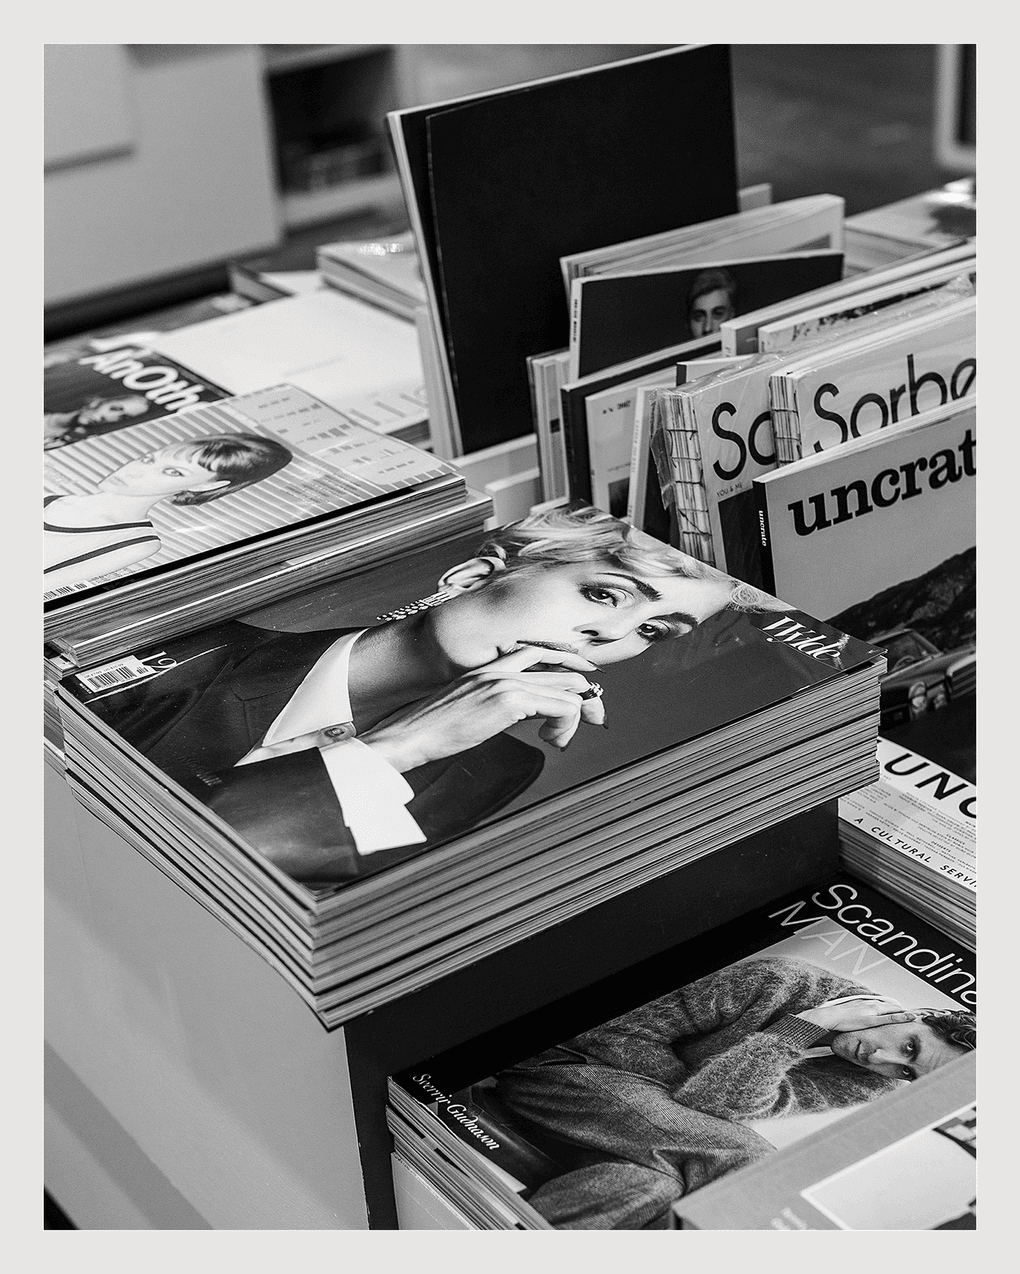 AnOth
Sorbe
So
YOU & ME
uncrat
uncrate
Wylde
19
UNC
A CULTURAL SERVI
Scandina
MAN
Sverrir Gudnason